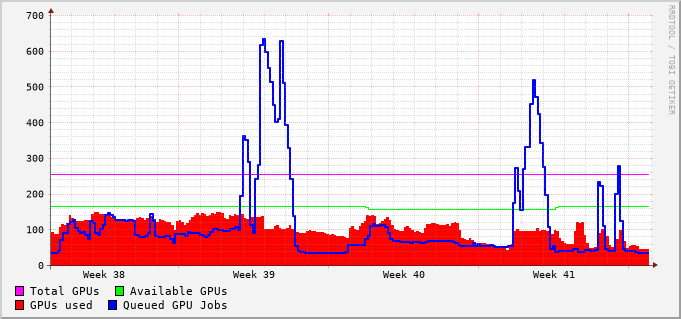 700
600
500
400
300
200
100
0
Week 38 Week 39 Week 40 Week 41
Total GPUs Available GPUs
GPUs used Queued GPU Jobs
RRDTOOL / TOBI OETIKER